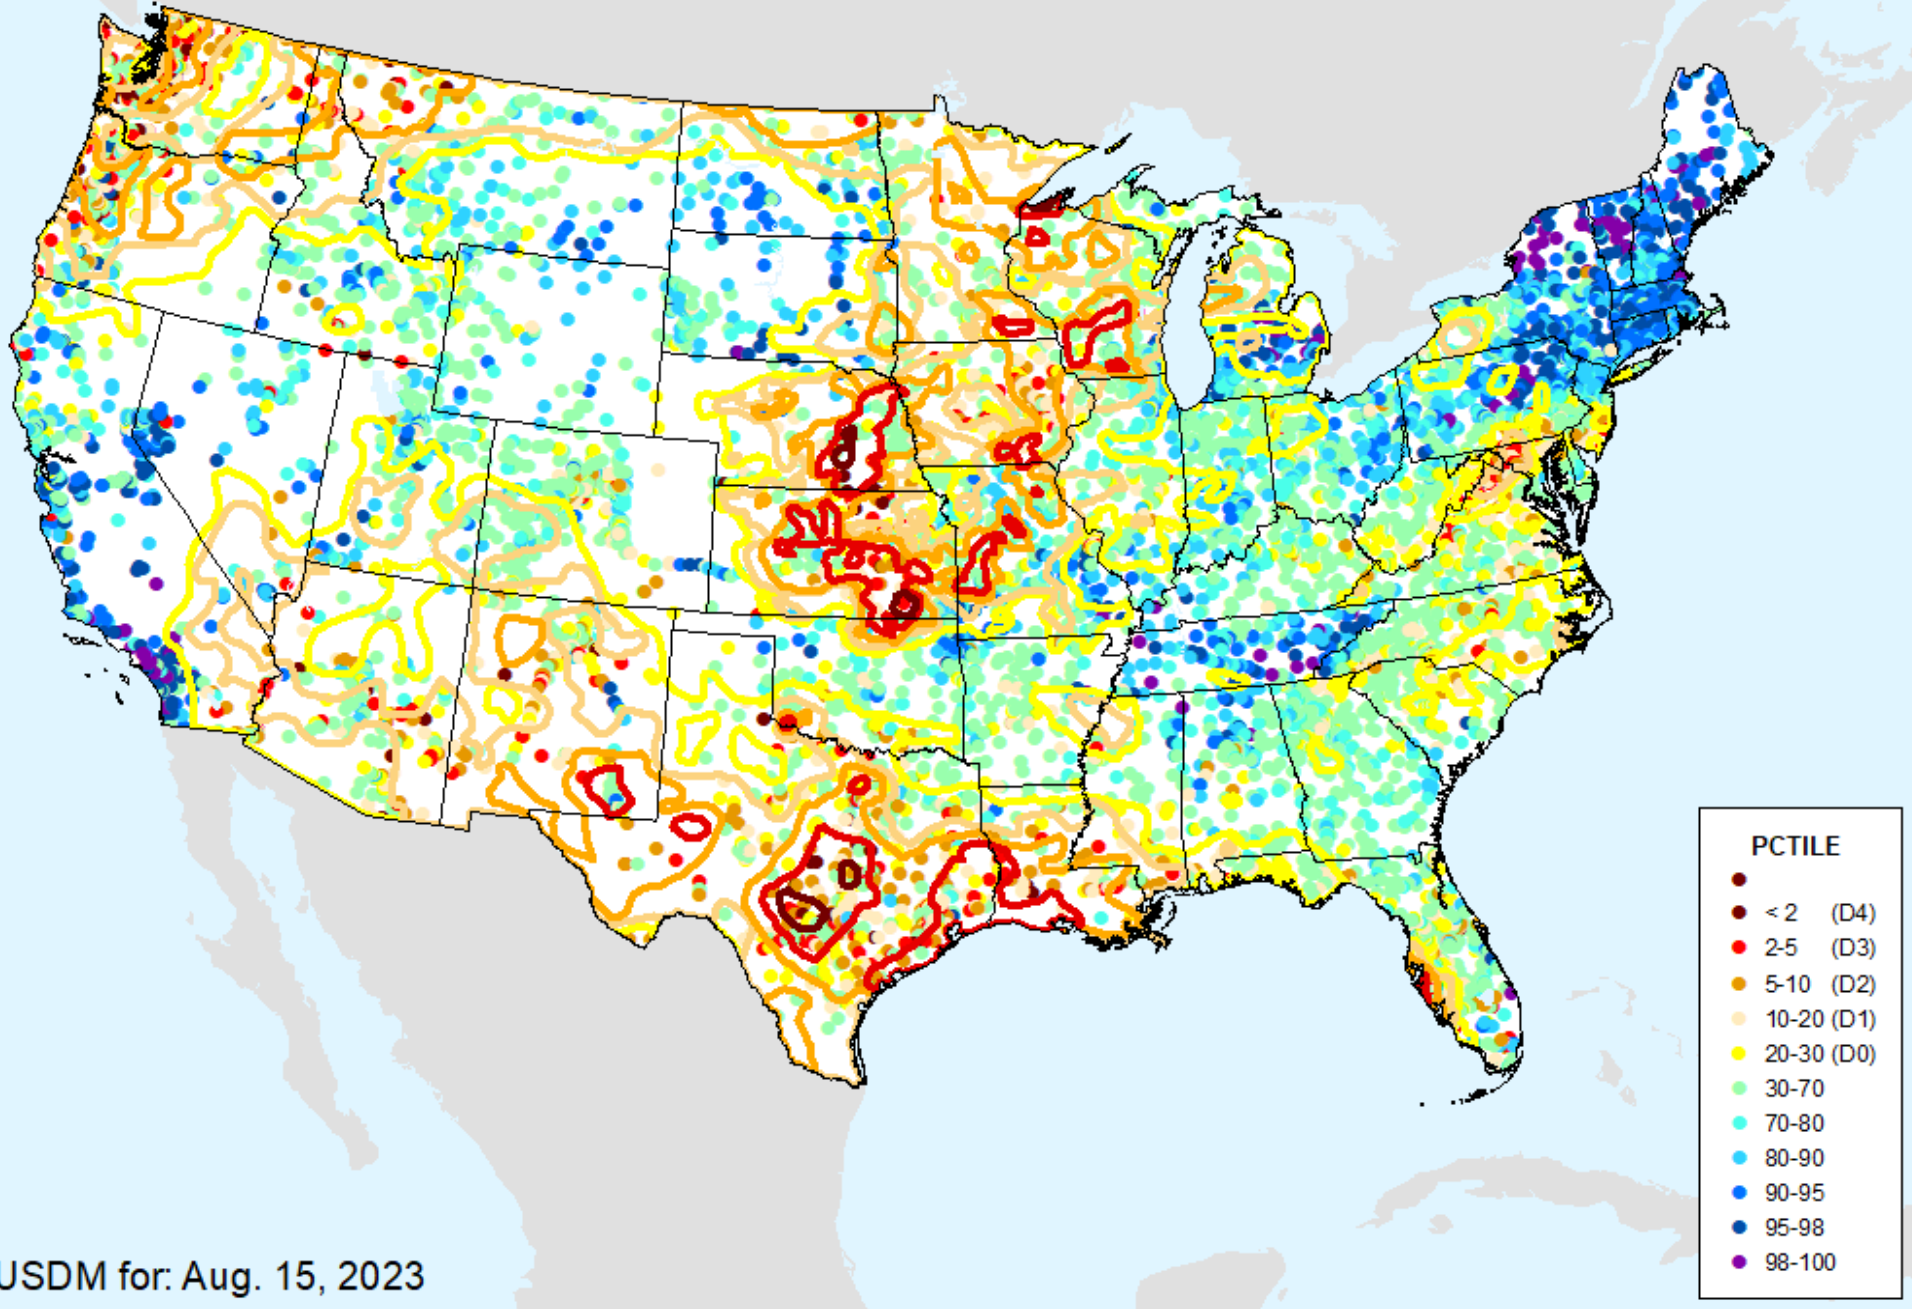 PCTILE
< 2 (D4)
2-5 (D3)
5-10 (D2)
10-20 (D1)
20-30 (D0)
30-70
70-80
80-90
90-95
95-98
98-100
USDM for: Aug. 15, 2023